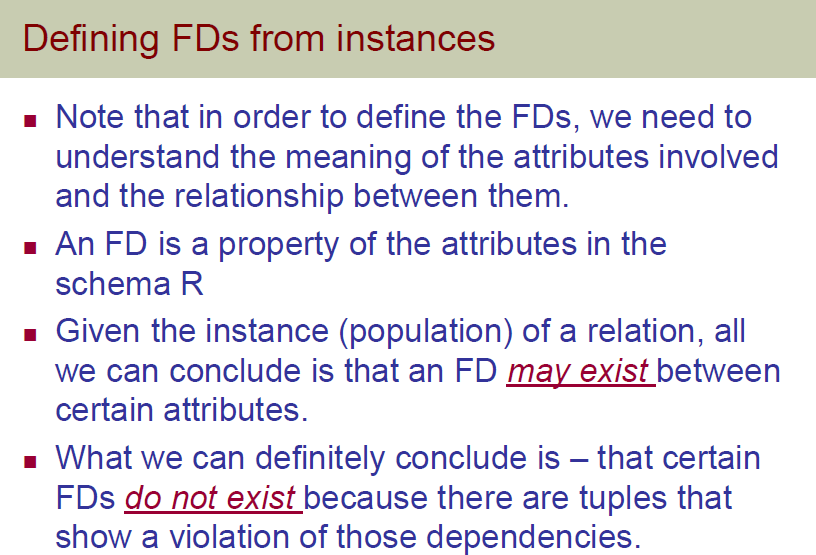 Defining FDs from instances
Note that in order to define the FDs, we need to
understand the meaning of the attributes involved
and the relationship between them.
An FD is a property of the attributes in the
schema R
Given the instance (population) of a relation, all
we can conclude is that an FD may exist between
certain attributes.
What we can definitely conclude is – that certain
FDs do not exist because there are tuples that
show a violation of those dependencies.